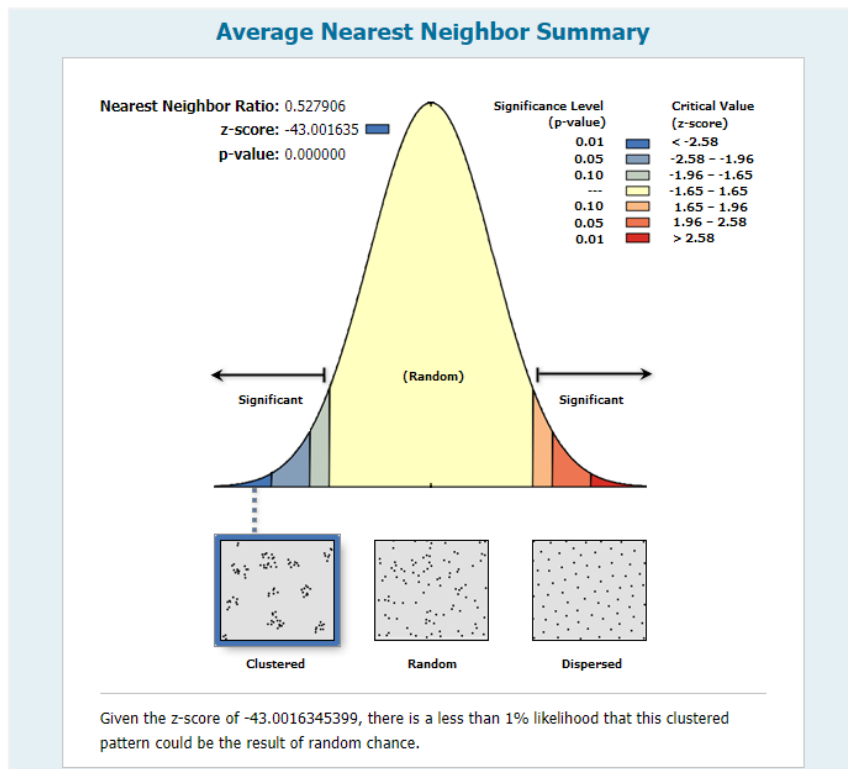 Average Nearest Neighbor Summary
Nearest Neighbor Ratio: 0.527906
z-score: -43.001635
p-value: 0.000000
Significance Level
(p-value)
Critical Value
(z-score)
0.01 < -2.58
0.05 -2.58 – -1.96
0.10 -1.96 – -1.65
--- -1.65 – 1.65
0.10 1.65 – 1.96
0.05 1.96 – 2.58
0.01 > 2.58
(Random)
Significant
Significant
Clustered
Random
Dispersed
Given the z-score of -43.0016345399, there is a less than 1% likelihood that this clustered
pattern could be the result of random chance.